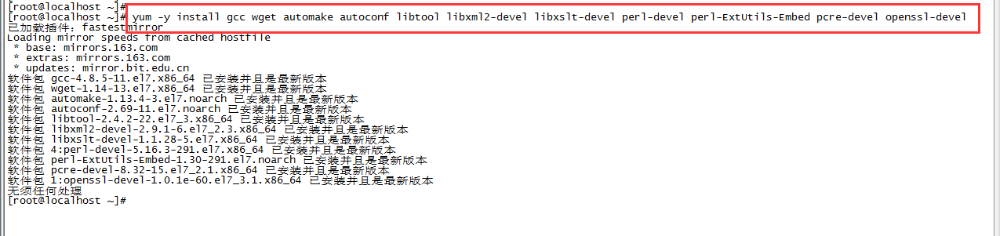 [root@localhost ~]#
[root@localhost ~]# yum -y install gcc wget automake autoconf libtool libxml2-devel libxslt-devel perl-devel perl-ExtUtils-Embed pcre-devel openssl-devel
已加载插件：fastestmirror
Loading mirror speeds from cached hostfile
 * base: mirrors.163.com
 * extras: mirrors.163.com
 * updates: mirror.bit.edu.cn
软件包 gcc-4.8.5-11.el7.x86_64 已安装并且是最新版本
软件包 wget-1.14-13.el7.x86_64 已安装并且是最新版本
软件包 automake-1.13.4-3.el7.noarch 已安装并且是最新版本
软件包 autoconf-2.69-11.el7.noarch 已安装并且是最新版本
软件包 libtool-2.4.2-22.el7_3.x86_64 已安装并且是最新版本
软件包 libxml2-devel-2.9.1-6.el7_2.3.x86_64 已安装并且是最新版本
软件包 libxslt-devel-1.1.28-5.el7.x86_64 已安装并且是最新版本
软件包 4:perl-devel-5.16.3-291.el7.x86_64 已安装并且是最新版本
软件包 perl-ExtUtils-Embed-1.30-291.el7.noarch 已安装并且是最新版本
软件包 pcre-devel-8.32-15.el7_2.1.x86_64 已安装并且是最新版本
软件包 1:openssl-devel-1.0.1e-60.el7_3.1.x86_64 已安装并且是最新版本
无须任何处理
[root@localhost ~]#